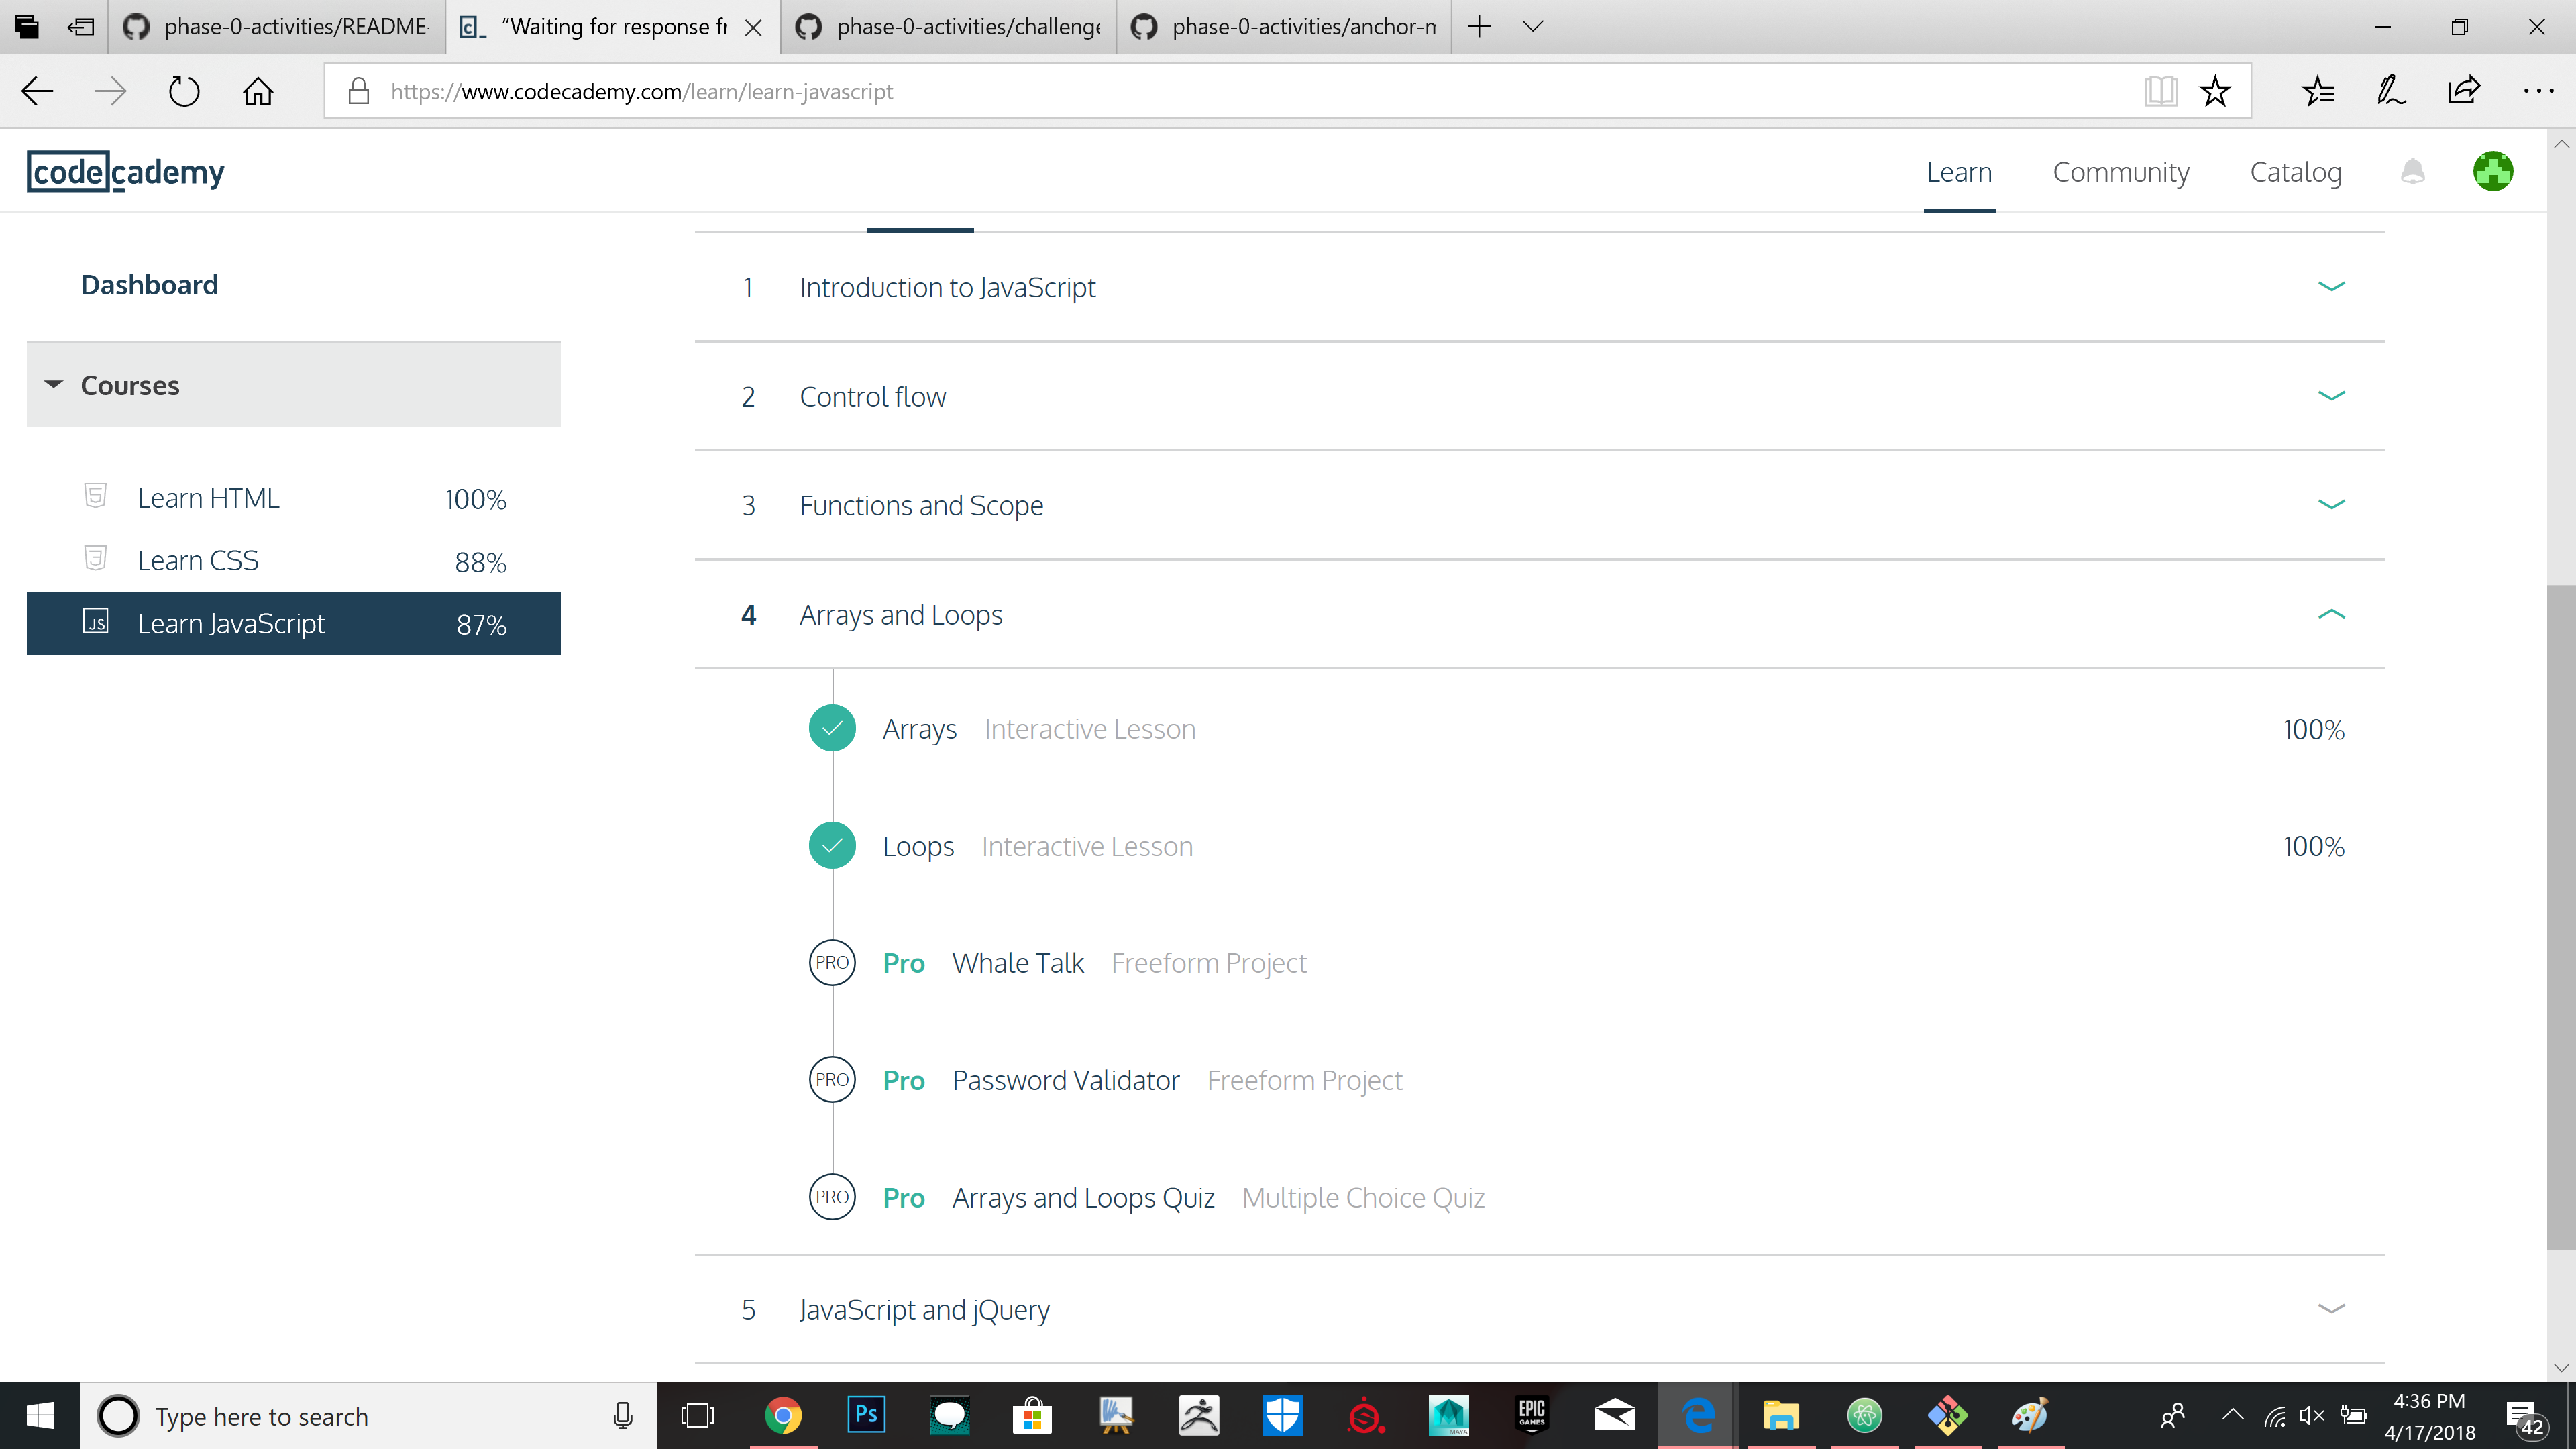 phase-0-activities/README-
"Waiting for response fr
phase-0-activities/challenge
phase-0-activities/anchor-m
https://www.codecademy.com/learn/learn-javascript
codecademy
Learn
Community
Catalog
Dashboard
Courses
Learn HTML 100%
Learn CSS 88%
JS Learn JavaScript 87%
1 Introduction to JavaScript
2 Control flow
3 Functions and Scope
4 Arrays and Loops
Arrays Interactive Lesson 100%
Loops Interactive Lesson 100%
PRO Pro Whale Talk Freeform Project
PRO Pro Password Validator Freeform Project
PRO Pro Arrays and Loops Quiz Multiple Choice Quiz
5 JavaScript and jQuery
Type here to search
Ps
MAYA
EPIC
GAMES
4:36 PM
4/17/2018
42